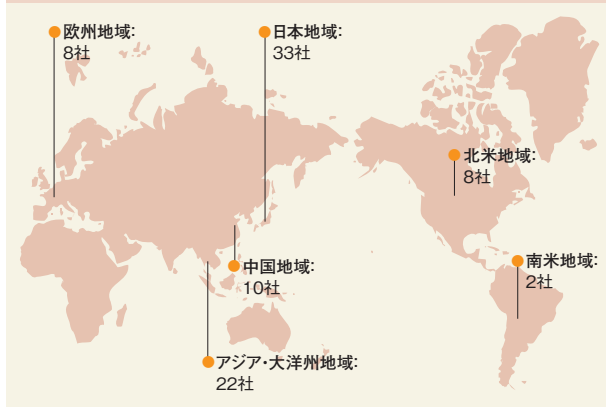 欧州地域:
8社
日本地域:
33社
北米地域:
8社
中国地域:
10社
南米地域:
2社
アジア・大洋州地域:
22社